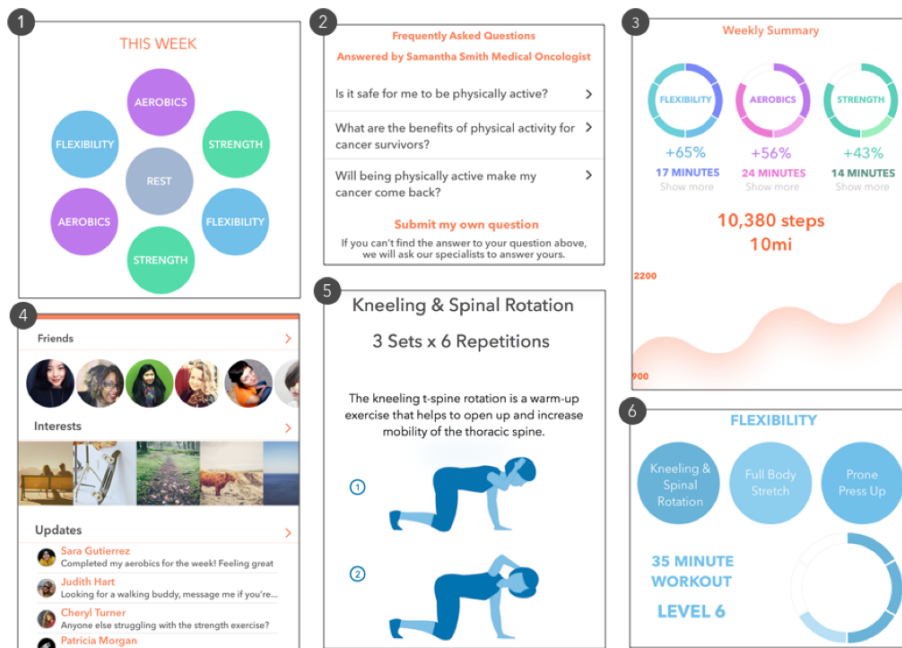 1
THIS WEEK
AEROBICS
FLEXIBILITY
STRENGTH
REST
AEROBICS
FLEXIBILITY
STRENGTH
2
Frequently Asked Questions
Answered by Samantha Smith Medical Oncologist
Is it safe for me to be physically active?
What are the benefits of physical activity for
cancer survivors?
Will being physically active make my
cancer come back?
Submit my own question
If you can't find the answer to your question above,
we will ask our specialists to answer yours.
3
Weekly Summary
FLEXIBILITY
AEROBICS
STRENGTH
+65%
+56%
+43%
17 MINUTES
24 MINUTES
14 MINUTES
Show more
Show more
Show more
10,380 steps
10mi
2200
900
4
Friends
Interests
Updates
Sara Gutierrez
Completed my aerobics for the week! Feeling great
Judith Hart
Looking for a walking buddy, message me if you're...
Cheryl Turner
Anyone else struggling with the strength exercise?
Patricia Morgan
5
Kneeling & Spinal Rotation
3 Sets x 6 Repetitions
The kneeling t-spine rotation is a warm-up
exercise that helps to open up and increase
mobility of the thoracic spine.
1
2
6
FLEXIBILITY
Kneeling &
Spinal
Rotation
Full Body
Stretch
Prone
Press Up
35 MINUTE
WORKOUT
LEVEL 6